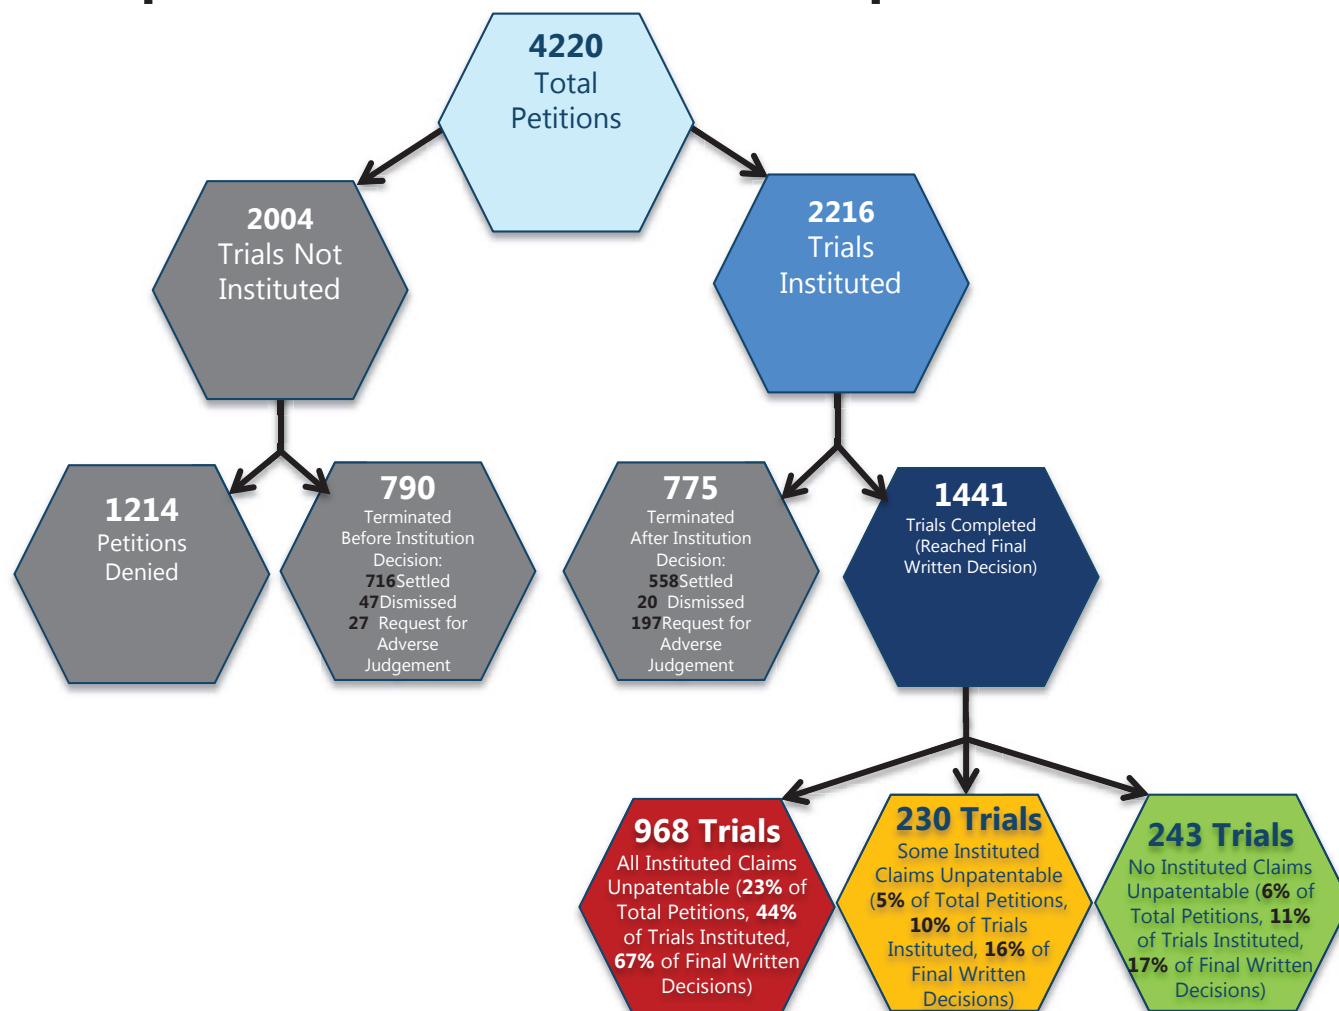 4220
Total
Petitions
2004
Trials Not
Instituted
2216
Trials
Instituted
1214
Petitions
Denied
790
Terminated
Before Institution
Decision:
716Settled
47Dismissed
27 Request for
Adverse
Judgement
775
Terminated
After Institution
Decision:
558Settled
20 Dismissed
197Request for
Adverse
Judgement
1441
Trials Completed
(Reached Final
Written Decision)
968 Trials
All Instituted Claims
Unpatentable (23% of
Total Petitions, 44%
of Trials Instituted,
67% of Final Written
Decisions)
230 Trials
Some Instituted
Claims Unpatentable
(5% of Total Petitions,
10% of Trials
Instituted, 16% of
Final Written
Decisions)
243 Trials
No Instituted Claims
Unpatentable (6% of
Total Petitions, 11%
of Trials Instituted,
17% of Final Written
Decisions)